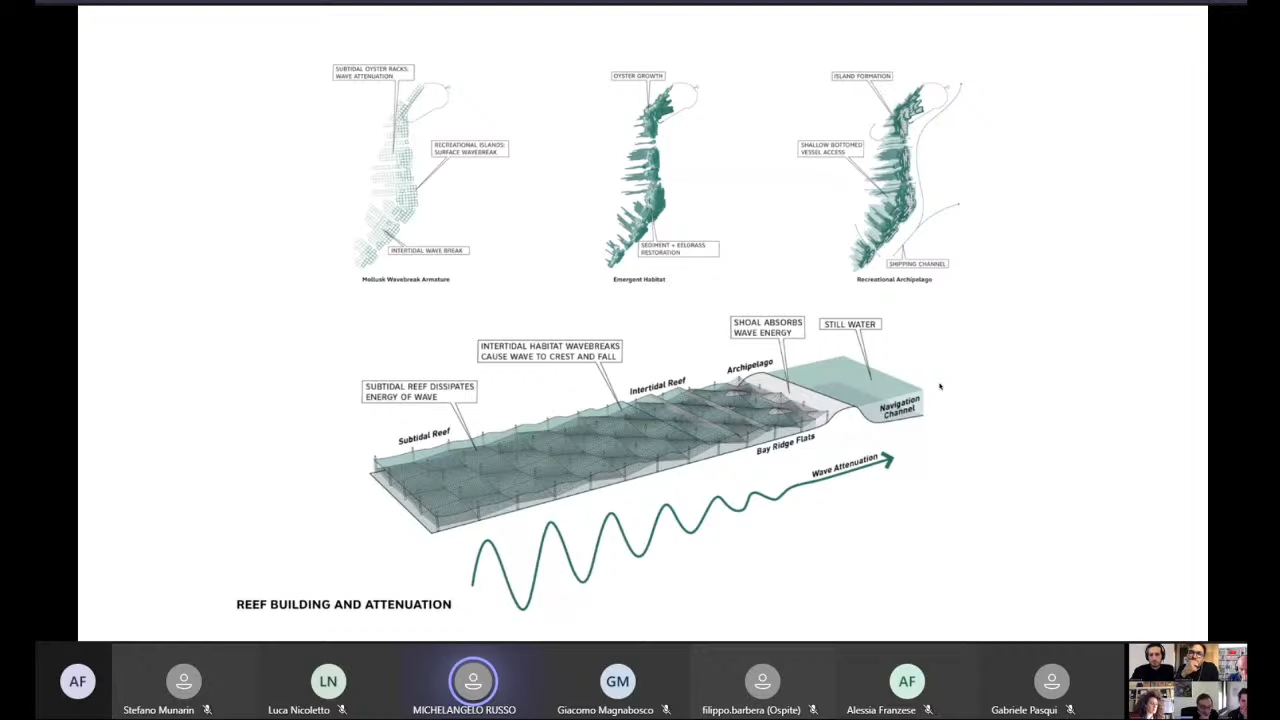 SUBTIDAL OYSTER RACKS:
WAVE ATTENUATION
RECREATIONAL ISLANDS:
SURFACE WAVEBREAK
INTERTIDAL WAVE BREAK
Mollusk Wavebreak Armature
OYSTER GROWTH
SEDIMENT + EELGRASS
RESTORATION
Emergent Habitat
ISLAND FORMATION
SHALLOW BOTTOMED
VESSEL ACCESS
SHIPPING CHANNEL
Recreational Archipelago
SHOAL ABSORBS
WAVE ENERGY
STILL WATER
INTERTIDAL HABITAT WAVEBREAKS
CAUSE WAVE TO CREST AND FALL
SUBTIDAL REEF DISSIPATES
ENERGY OF WAVE
Archipelago
Intertidal Reef
Subtidal Reef
Navigation
Channel
Bay Ridge Flats
Wave Attenuation
REEF BUILDING AND ATTENUATION
AF
LN
GM
AF
Stefano Munarin
Luca Nicoletto
MICHELANGELO RUSSO
Giacomo Magnabosco
filippo.barbera (Ospite)
Alessia Franzese
Gabriele Pasqui